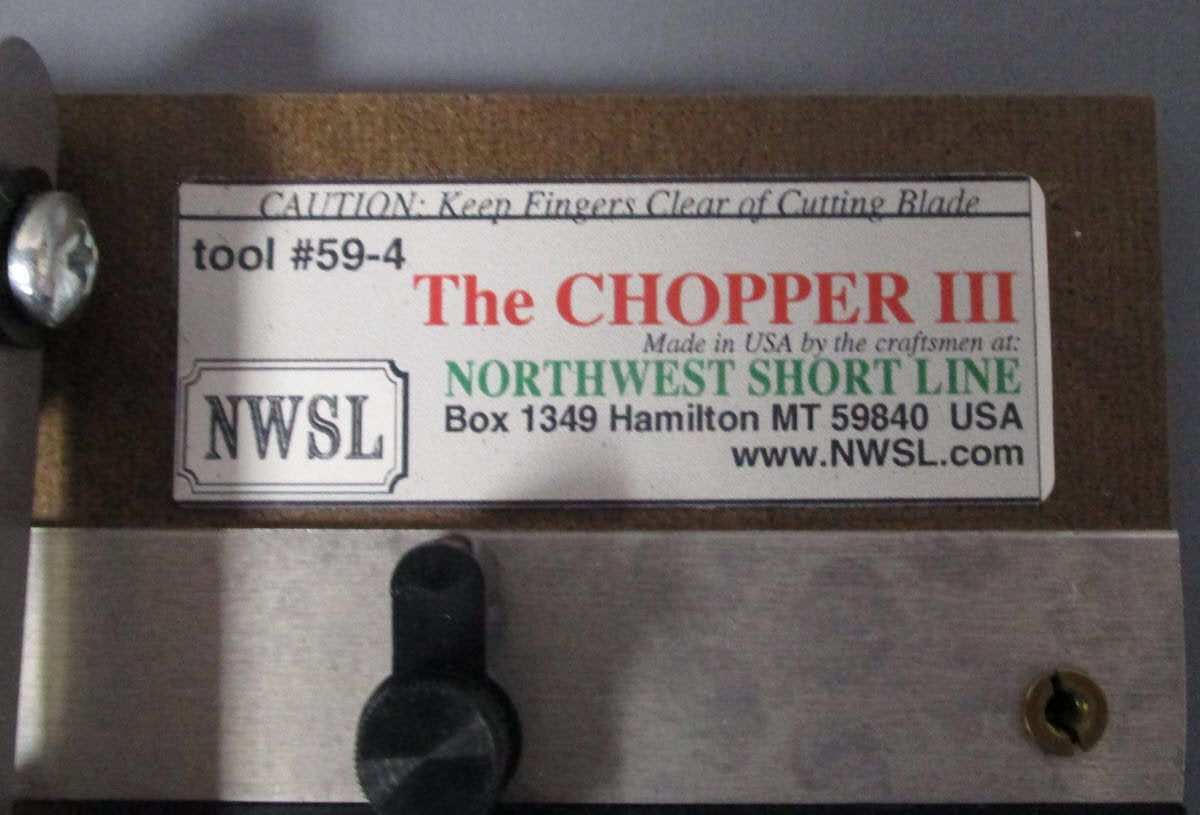 CAUTION: Keep Fingers Clear of Cutting Blade
tool #59-4
The CHOPPER III
Made in USA by the craftsmen at:
NORTHWEST SHORT LINE
NWSL
Box 1349 Hamilton MT 59840 USA
www.NWSL.com